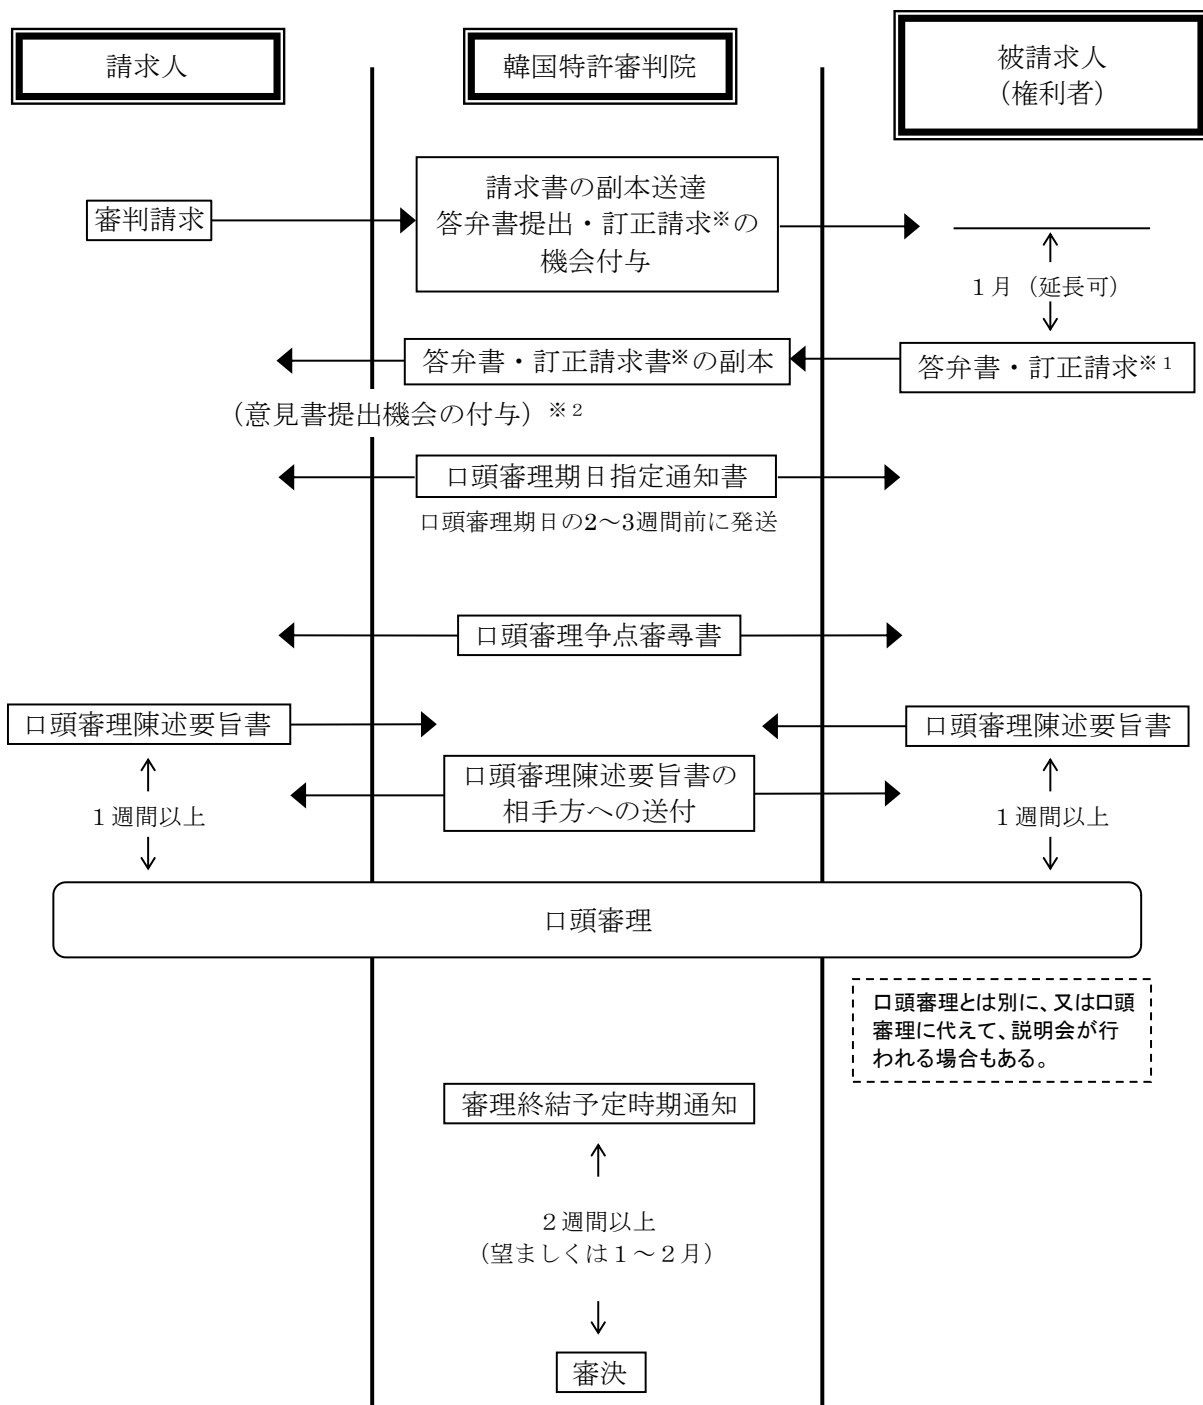 請求人
韓国特許審判院
被請求人
（権利者）
審判請求
請求書の副本送達
答弁書提出・訂正請求※の
機会付与
１月（延長可）
答弁書・訂正請求書※の副本
答弁書・訂正請求※１
（意見書提出機会の付与）※２
口頭審理期日指定通知書
口頭審理期日の2～3週間前に発送
口頭審理争点審尋書
口頭審理陳述要旨書
口頭審理陳述要旨書
口頭審理陳述要旨書の
相手方への送付
１週間以上
１週間以上
口頭審理
口頭審理とは別に、又は口頭
審理に代えて、説明会が行
われる場合もある。
審理終結予定時期通知
２週間以上
（望ましくは１～２月）
審決